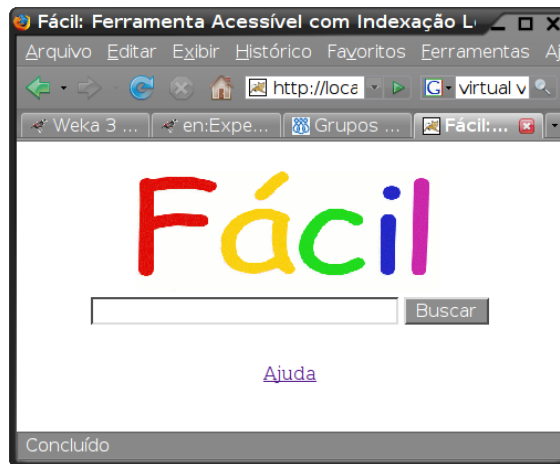 Fácil: Ferramenta Acessível com Indexação L
Arquivo Editar Exibir Histórico Favoritos Ferramentas Aj
http://loca G virtual v
Weka 3 ... en:Expe... Grupos ... Fácil:...
Fácil
Buscar
Ajuda
Concluído